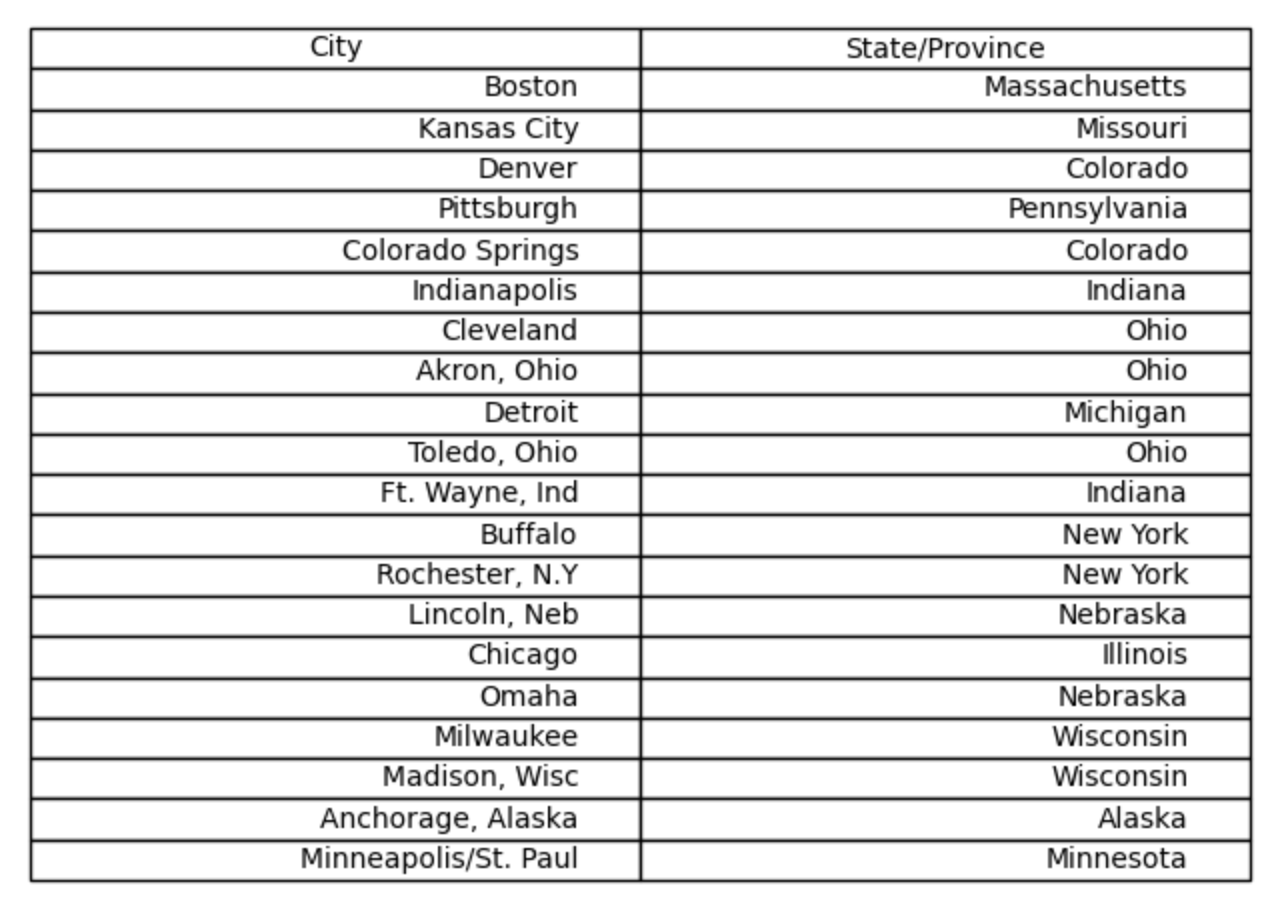 City State/Province
Boston Massachusetts
Kansas City Missouri
Denver Colorado
Pittsburgh Pennsylvania
Colorado Springs Colorado
Indianapolis Indiana
Cleveland Ohio
Akron, Ohio Ohio
Detroit Michigan
Toledo, Ohio Ohio
Ft. Wayne, Ind Indiana
Buffalo New York
Rochester, N.Y New York
Lincoln, Neb Nebraska
Chicago Illinois
Omaha Nebraska
Milwaukee Wisconsin
Madison, Wisc Wisconsin
Anchorage, Alaska Alaska
Minneapolis/St. Paul Minnesota